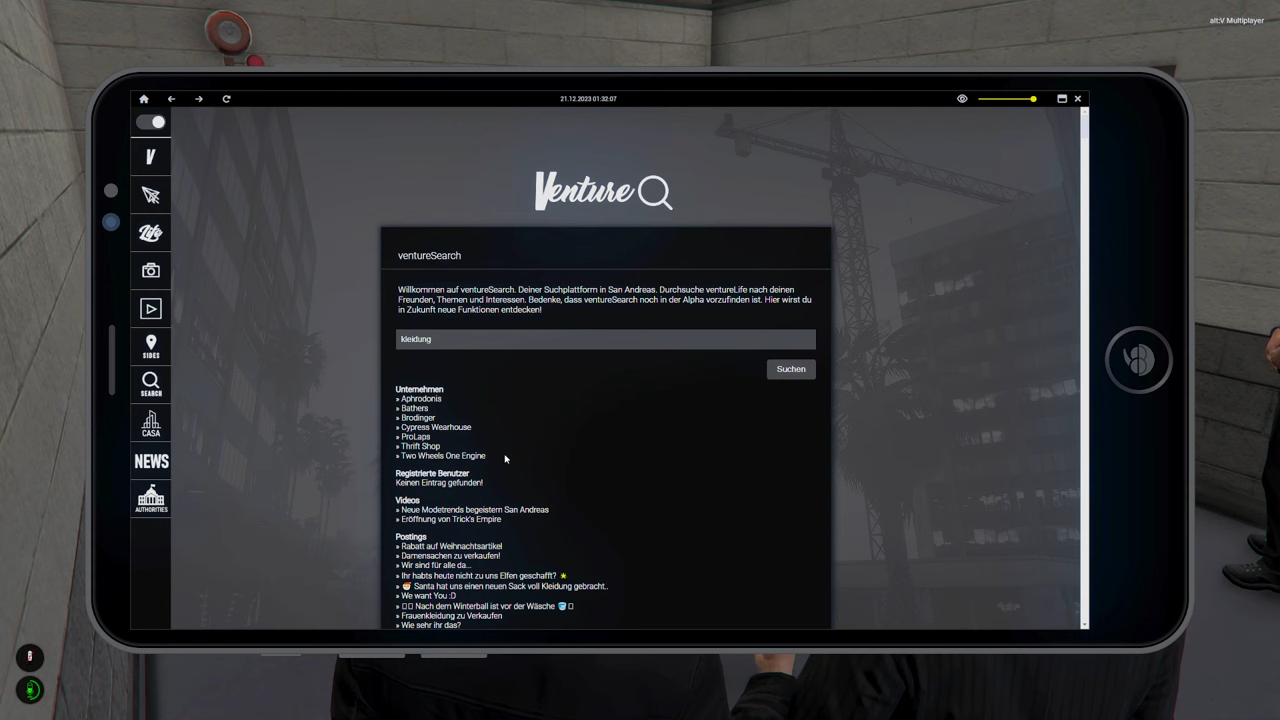 alt:V Multiplayer
21.12.2023 01:32:07
V
Life
SIDES
SEARCH
CASA
NEWS
AUTHORITIES
Venture
ventureSearch
Willkommen auf ventureSearch. Deiner Suchplattform in San Andreas. Durchsuche ventureLife nach deinen
Freunden, Themen und Interessen. Bedenke, dass ventureSearch noch in der Alpha vorzufinden ist. Hier wirst du
in Zukunft neue Funktionen entdecken!
kleidung
Suchen
Unternehmen
» Aphrodonis
» Bathers
» Brodinger
» Cypress Wearhouse
» ProLaps
» Thrift Shop
» Two Wheels One Engine
Registrierte Benutzer
Keinen Eintrag gefunden!
Videos
» Neue Modetrends begeistern San Andreas
» Eröffnung von Trick's Empire
Postings
» Rabatt auf Weihnachtsartikel
» Damensachen zu verkaufen!
» Wir sind für alle da...
» Ihr habts heute nicht zu uns Elfen geschafft? 🌟
» 🎅 Santa hat uns einen neuen Sack voll Kleidung gebracht..
» We want You :D
» Nach dem Winterball ist vor der Wäsche
» Frauenkleidung zu Verkaufen
» Wie sehr ihr das?